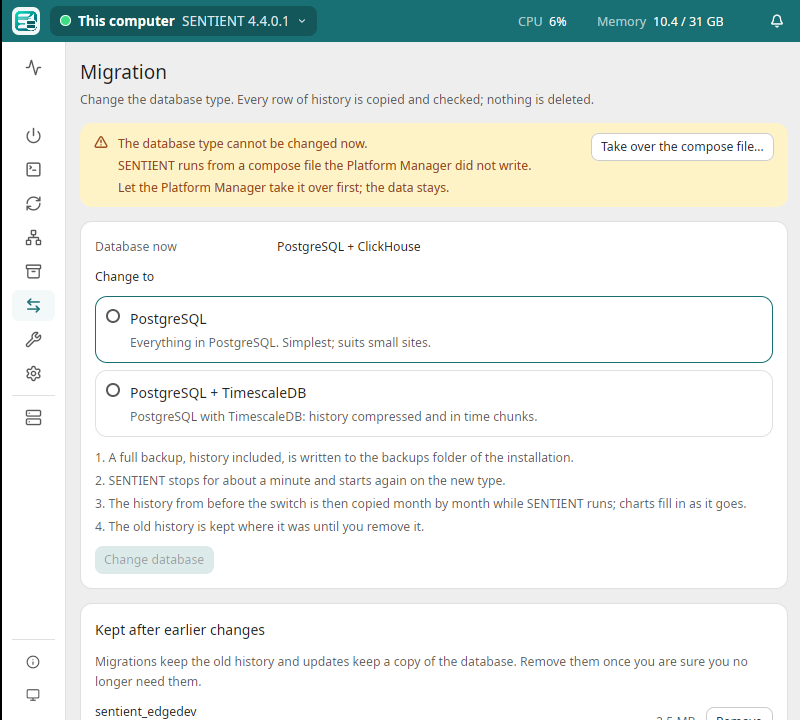 This computer SENTIENT 4.4.0.1
CPU 6% Memory 10.4 / 31 GB
Migration
Change the database type. Every row of history is copied and checked; nothing is deleted.
The database type cannot be changed now.
SENTIENT runs from a compose file the Platform Manager did not write.
Let the Platform Manager take it over first; the data stays.
Take over the compose file...
Database now PostgreSQL + ClickHouse
Change to
PostgreSQL
Everything in PostgreSQL. Simplest; suits small sites.
PostgreSQL + TimescaleDB
PostgreSQL with TimescaleDB: history compressed and in time chunks.
1. A full backup, history included, is written to the backups folder of the installation.
2. SENTIENT stops for about a minute and starts again on the new type.
3. The history from before the switch is then copied month by month while SENTIENT runs; charts fill in as it goes.
4. The old history is kept where it was until you remove it.
Change database
Kept after earlier changes
Migrations keep the old history and updates keep a copy of the database. Remove them once you are sure you no
longer need them.
sentient_edgedev
Remove